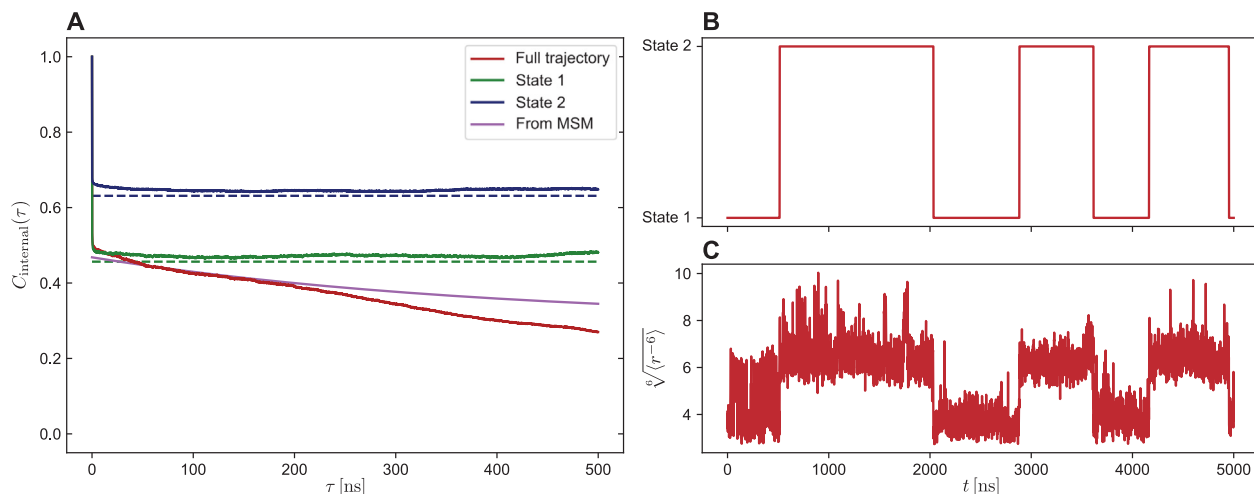 A
1.0
0.8
0.6
0.4
0.2
0.0
C_internal(τ)
0
100
200
300
400
500
τ [ns]
Full trajectory
State 1
State 2
From MSM
B
State 2
State 1
C
10
8
6
4
⁶√⟨r⁻⁶⟩
0
1000
2000
3000
4000
5000
t [ns]